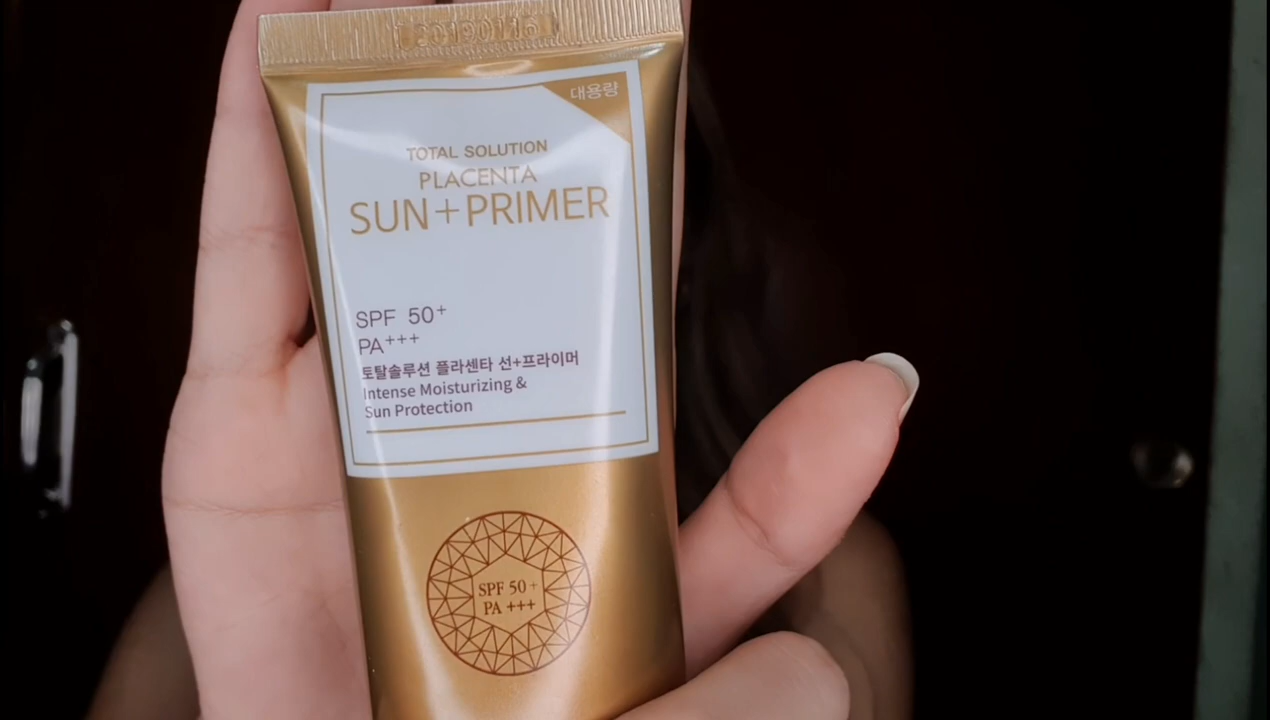 대용량
TOTAL SOLUTION
PLACENTA
SUN+PRIMER
SPF 50+
PA+++
토탈솔루션 플라센타 선+프라이머
Intense Moisturizing &
Sun Protection
SPF 50+
PA +++